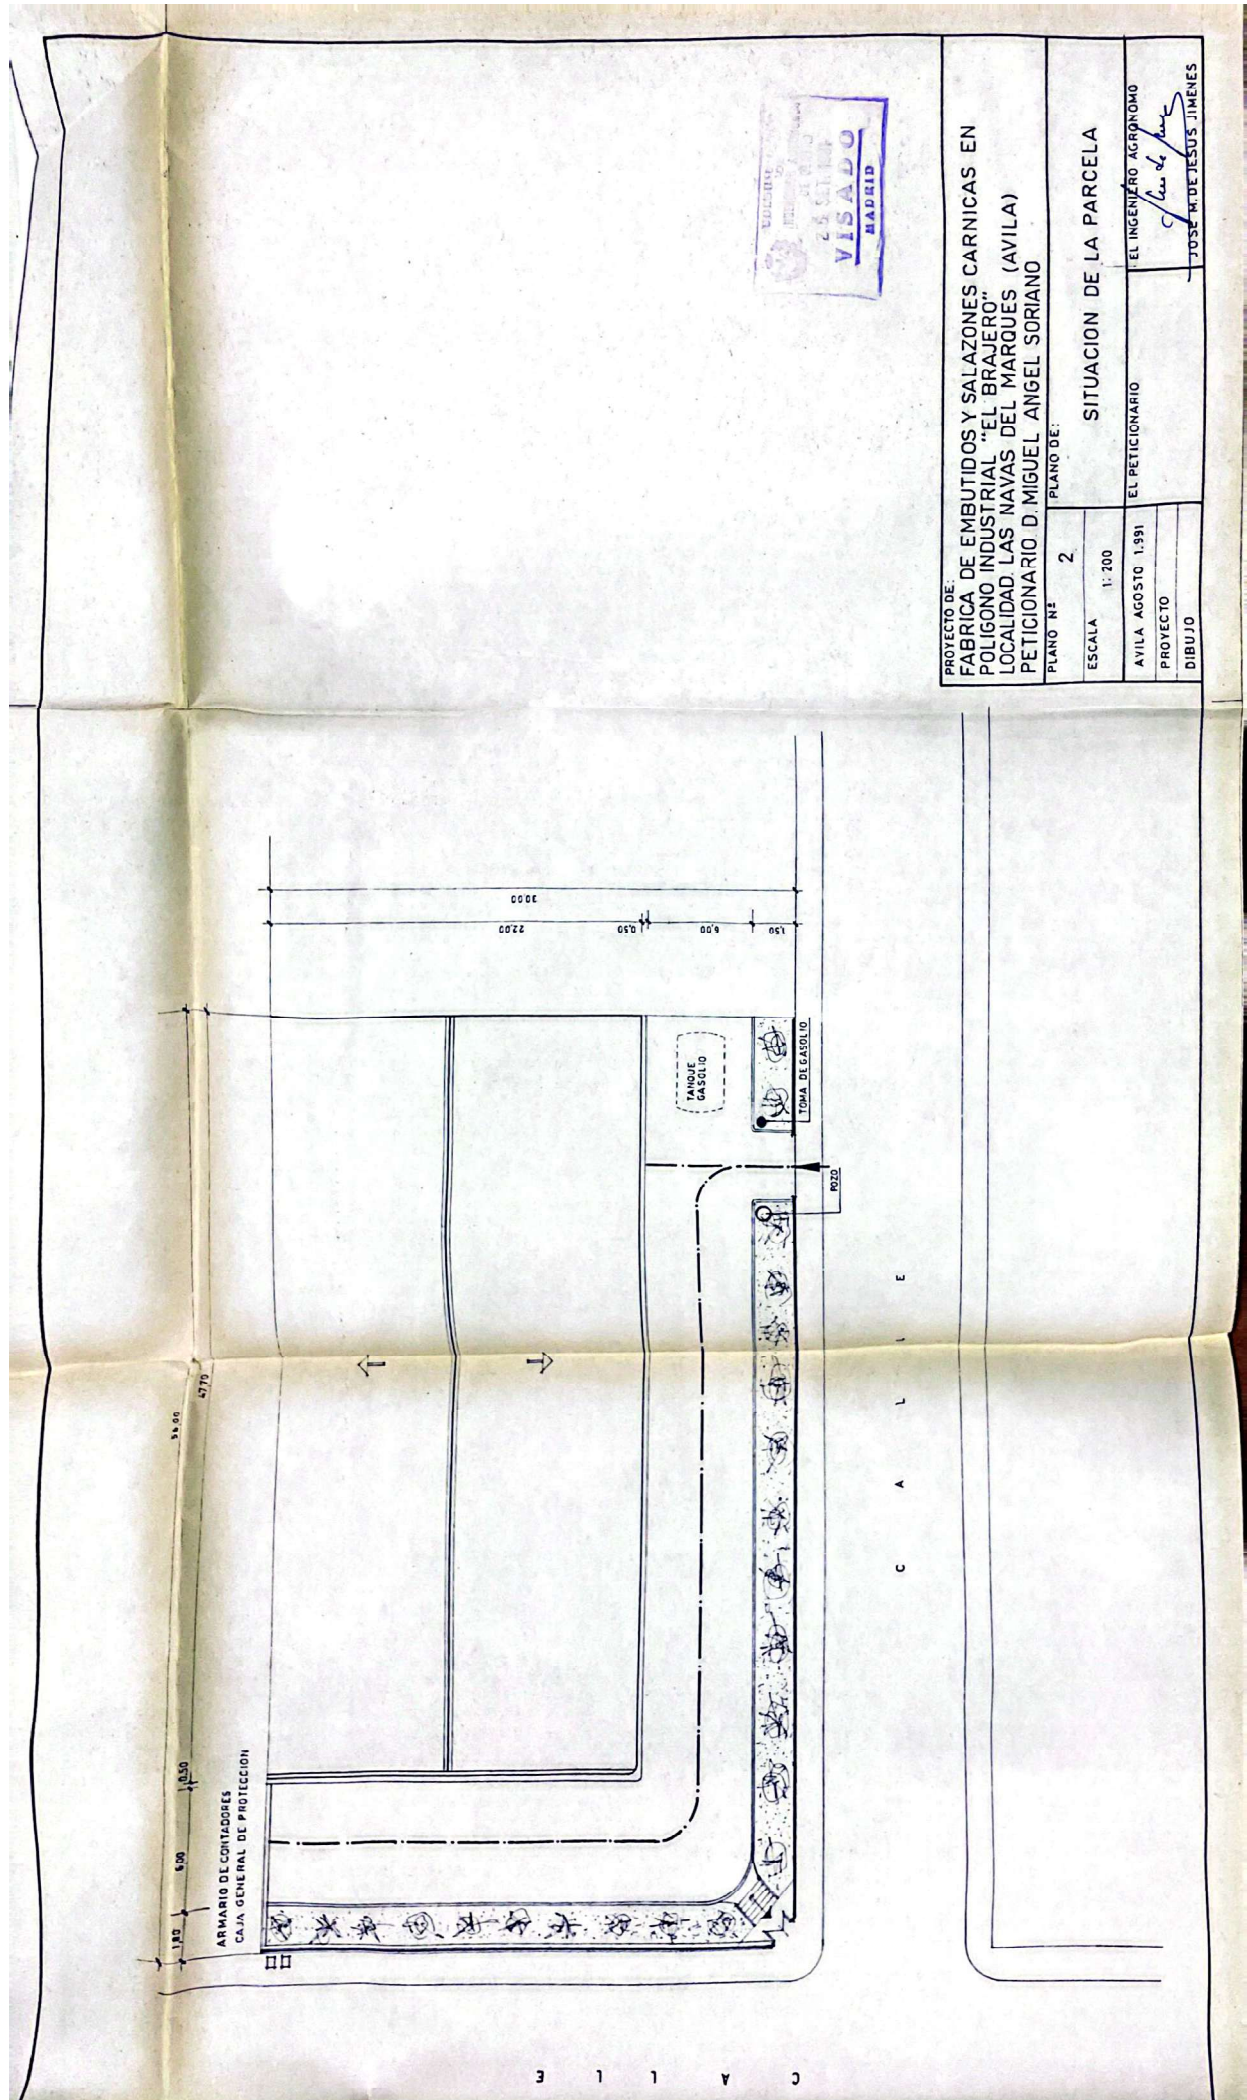 56,00
47,70
1,80
6,00
0,50
ARMARIO DE CONTADORES
CAJA GENERAL DE PROTECCION
30.00
22,00
0,50
6,00
1,50
TANQUE
GASOLIO
TOMA DE GASOLIO
POZO
CALLE
CALLE
VISADO
MADRID
PROYECTO DE:
FABRICA DE EMBUTIDOS Y SALAZONES CARNICAS EN
POLIGONO INDUSTRIAL "EL BRAJERO"
LOCALIDAD. LAS NAVAS DEL MARQUES (AVILA)
PETICIONARIO D. MIGUEL ANGEL SORIANO
PLANO Nº
2
PLANO DE:
SITUACION DE LA PARCELA
ESCALA
1: 200
AVILA AGOSTO 1.991
PROYECTO
DIBUJO
EL PETICIONARIO
EL INGENIERO AGRONOMO
JOSE M. DE JESUS JIMENES